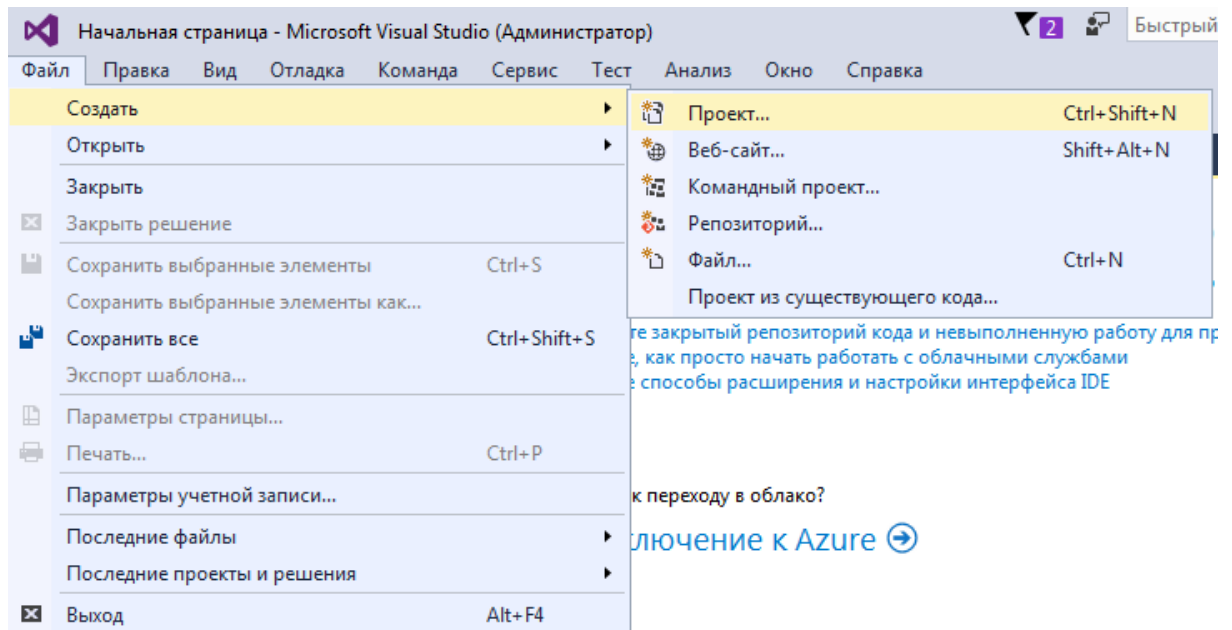 Начальная страница - Microsoft Visual Studio (Администратор)
2
Быстрый
Файл Правка Вид Отладка Команда Сервис Тест Анализ Окно Справка
Создать
Открыть
Закрыть
Закрыть решение
Сохранить выбранные элементы Ctrl+S
Сохранить выбранные элементы как...
Сохранить все Ctrl+Shift+S
Экспорт шаблона...
Параметры страницы...
Печать... Ctrl+P
Параметры учетной записи...
Последние файлы
Последние проекты и решения
Выход Alt+F4
Проект... Ctrl+Shift+N
Веб-сайт... Shift+Alt+N
Командный проект...
Репозиторий...
Файл... Ctrl+N
Проект из существующего кода...
те закрытый репозиторий кода и невыполненную работу для пр
е, как просто начать работать с облачными службами
е способы расширения и настройки интерфейса IDE
к переходу в облако?
лючение к Azure